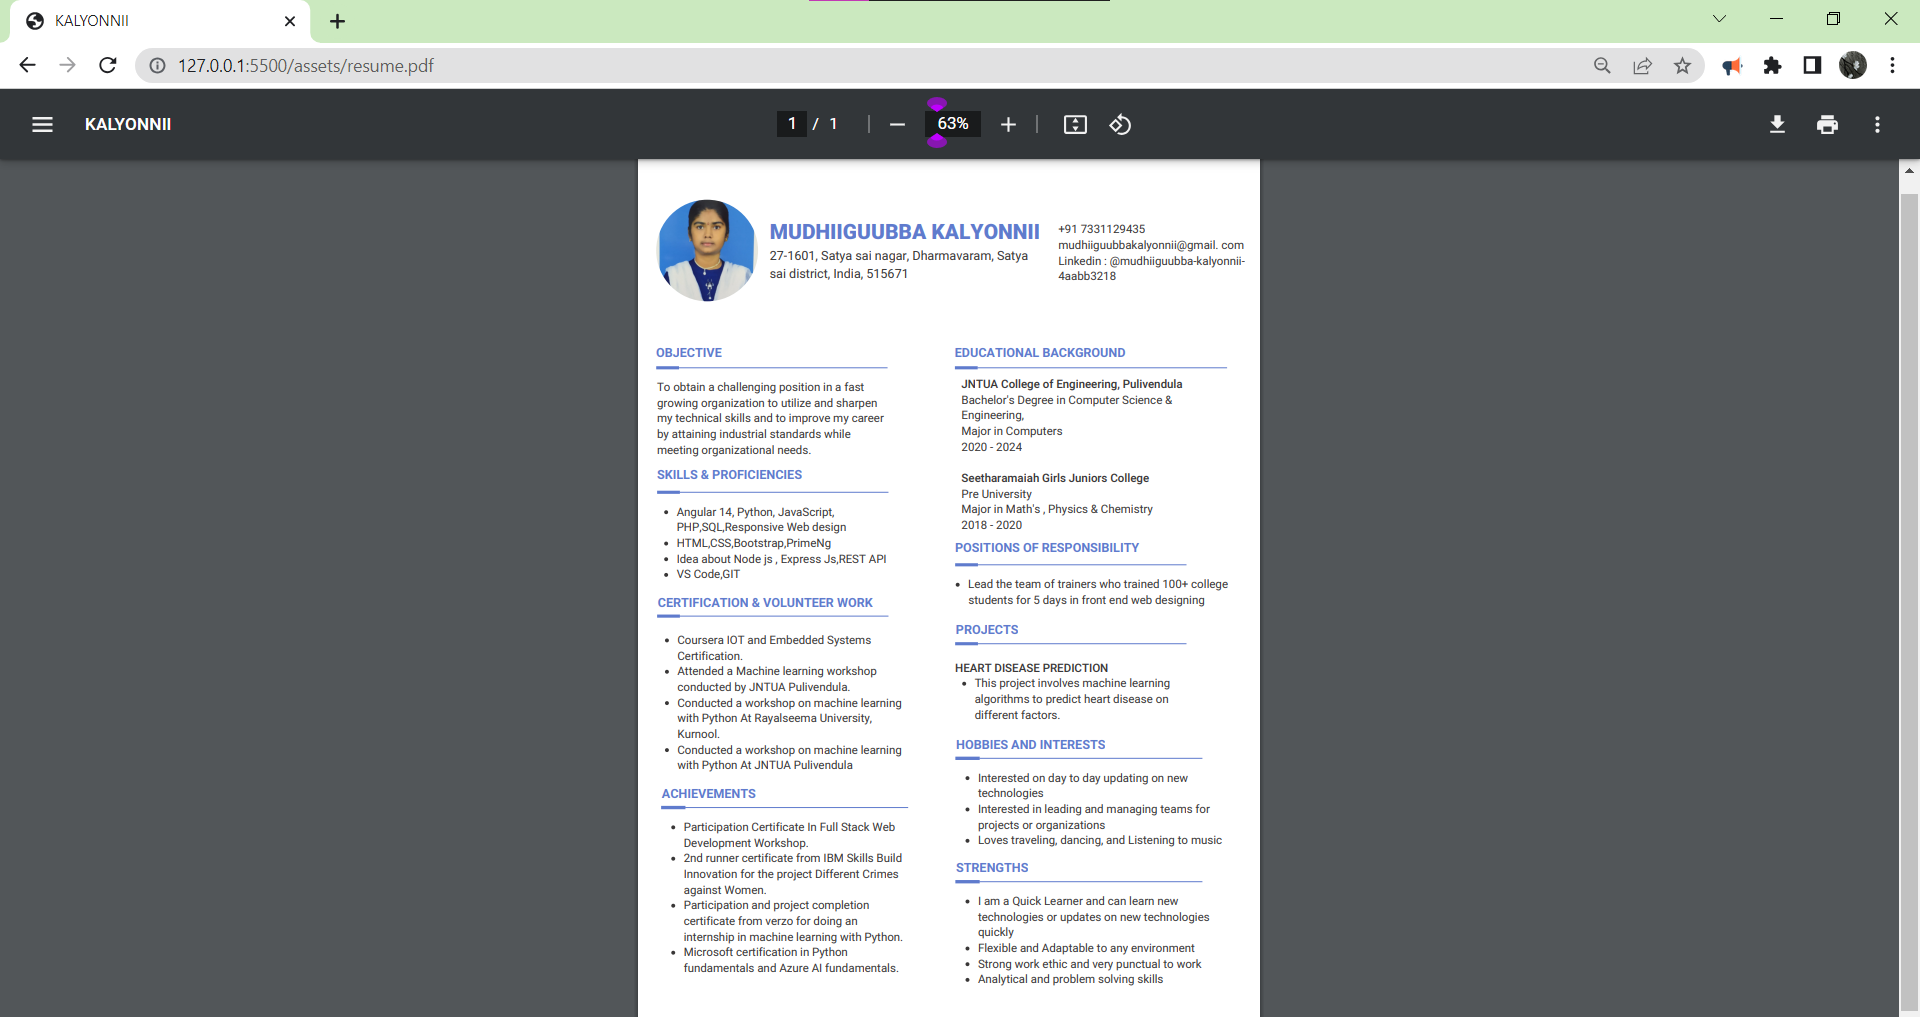 KALYONNII
127.0.0.1:5500/assets/resume.pdf
KALYONNII
1 / 1
63%
MUDHIIGUUBBA KALYONNII
27-1601, Satya sai nagar, Dharmavaram, Satya
sai district, India, 515671
+91 7331129435
mudhiiguubbakalyonnii@gmail. com
Linkedin : @mudhiiguubba-kalyonnii-
4aabb3218
OBJECTIVE
To obtain a challenging position in a fast
growing organization to utilize and sharpen
my technical skills and to improve my career
by attaining industrial standards while
meeting organizational needs.
SKILLS & PROFICIENCIES
• Angular 14, Python, JavaScript,
PHP,SQL,Responsive Web design
• HTML,CSS,Bootstrap,PrimeNg
• Idea about Node js , Express Js,REST API
• VS Code,GIT
CERTIFICATION & VOLUNTEER WORK
• Coursera IOT and Embedded Systems
Certification.
• Attended a Machine learning workshop
conducted by JNTUA Pulivendula.
• Conducted a workshop on machine learning
with Python At Rayalseema University,
Kurnool.
• Conducted a workshop on machine learning
with Python At JNTUA Pulivendula
ACHIEVEMENTS
• Participation Certificate In Full Stack Web
Development Workshop.
• 2nd runner certificate from IBM Skills Build
Innovation for the project Different Crimes
against Women.
• Participation and project completion
certificate from verzo for doing an
internship in machine learning with Python.
• Microsoft certification in Python
fundamentals and Azure AI fundamentals.
EDUCATIONAL BACKGROUND
JNTUA College of Engineering, Pulivendula
Bachelor's Degree in Computer Science &
Engineering,
Major in Computers
2020 - 2024
Seetharamaiah Girls Juniors College
Pre University
Major in Math's , Physics & Chemistry
2018 - 2020
POSITIONS OF RESPONSIBILITY
• Lead the team of trainers who trained 100+ college
students for 5 days in front end web designing
PROJECTS
HEART DISEASE PREDICTION
• This project involves machine learning
algorithms to predict heart disease on
different factors.
HOBBIES AND INTERESTS
• Interested on day to day updating on new
technologies
• Interested in leading and managing teams for
projects or organizations
• Loves traveling, dancing, and Listening to music
STRENGTHS
• I am a Quick Learner and can learn new
technologies or updates on new technologies
quickly
• Flexible and Adaptable to any environment
• Strong work ethic and very punctual to work
• Analytical and problem solving skills